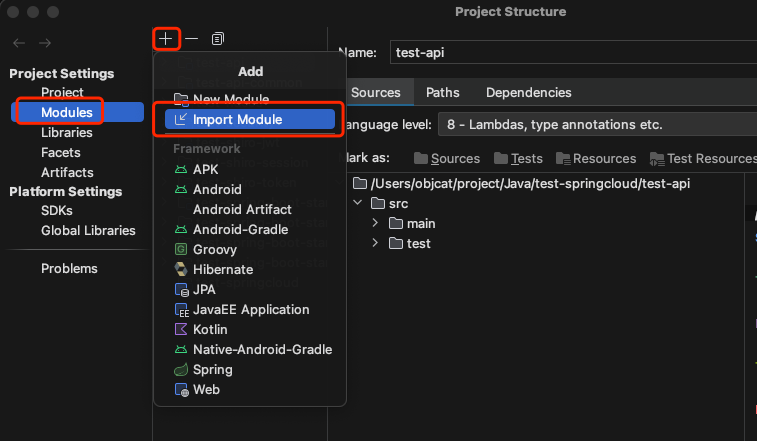 Project Structure
Project Settings
Project
Modules
Libraries
Facets
Artifacts
Platform Settings
SDKs
Global Libraries
Problems
Add
New Module
Import Module
Framework
APK
Android
Android Artifact
Android-Gradle
Groovy
Hibernate
JPA
JavaEE Application
Kotlin
Native-Android-Gradle
Spring
Web
Name:
test-api
Sources
Paths
Dependencies
anguage level:
8 - Lambdas, type annotations etc.
Mark as:
Sources
Tests
Resources
Test Resources
/Users/objcat/project/Java/test-springcloud/test-api
src
main
test